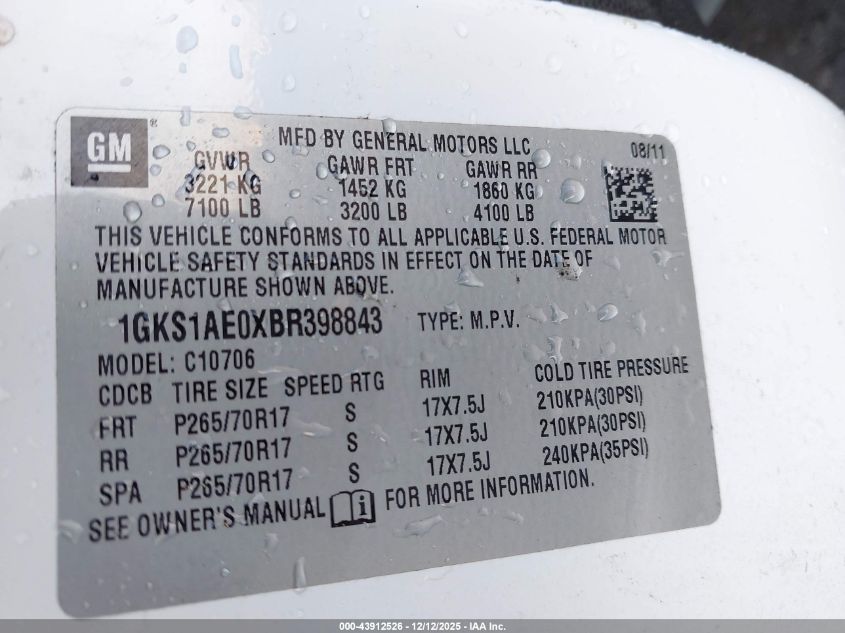 GM®
MFD BY GENERAL MOTORS LLC 08/11
GVWR GAWR FRT GAWR RR
3221 KG 1452 KG 1860 KG
7100 LB 3200 LB 4100 LB
THIS VEHICLE CONFORMS TO ALL APPLICABLE U.S. FEDERAL MOTOR
VEHICLE SAFETY STANDARDS IN EFFECT ON THE DATE OF
MANUFACTURE SHOWN ABOVE.
1GKS1AE0XBR398843 TYPE: M.P.V.
MODEL: C10706
CDCB TIRE SIZE SPEED RTG RIM COLD TIRE PRESSURE
FRT P265/70R17 S 17X7.5J 210KPA(30PSI)
RR P265/70R17 S 17X7.5J 210KPA(30PSI)
SPA P265/70R17 S 17X7.5J 240KPA(35PSI)
SEE OWNER'S MANUAL i FOR MORE INFORMATION.
000-43912526 - 12/12/2025 - IAA Inc.